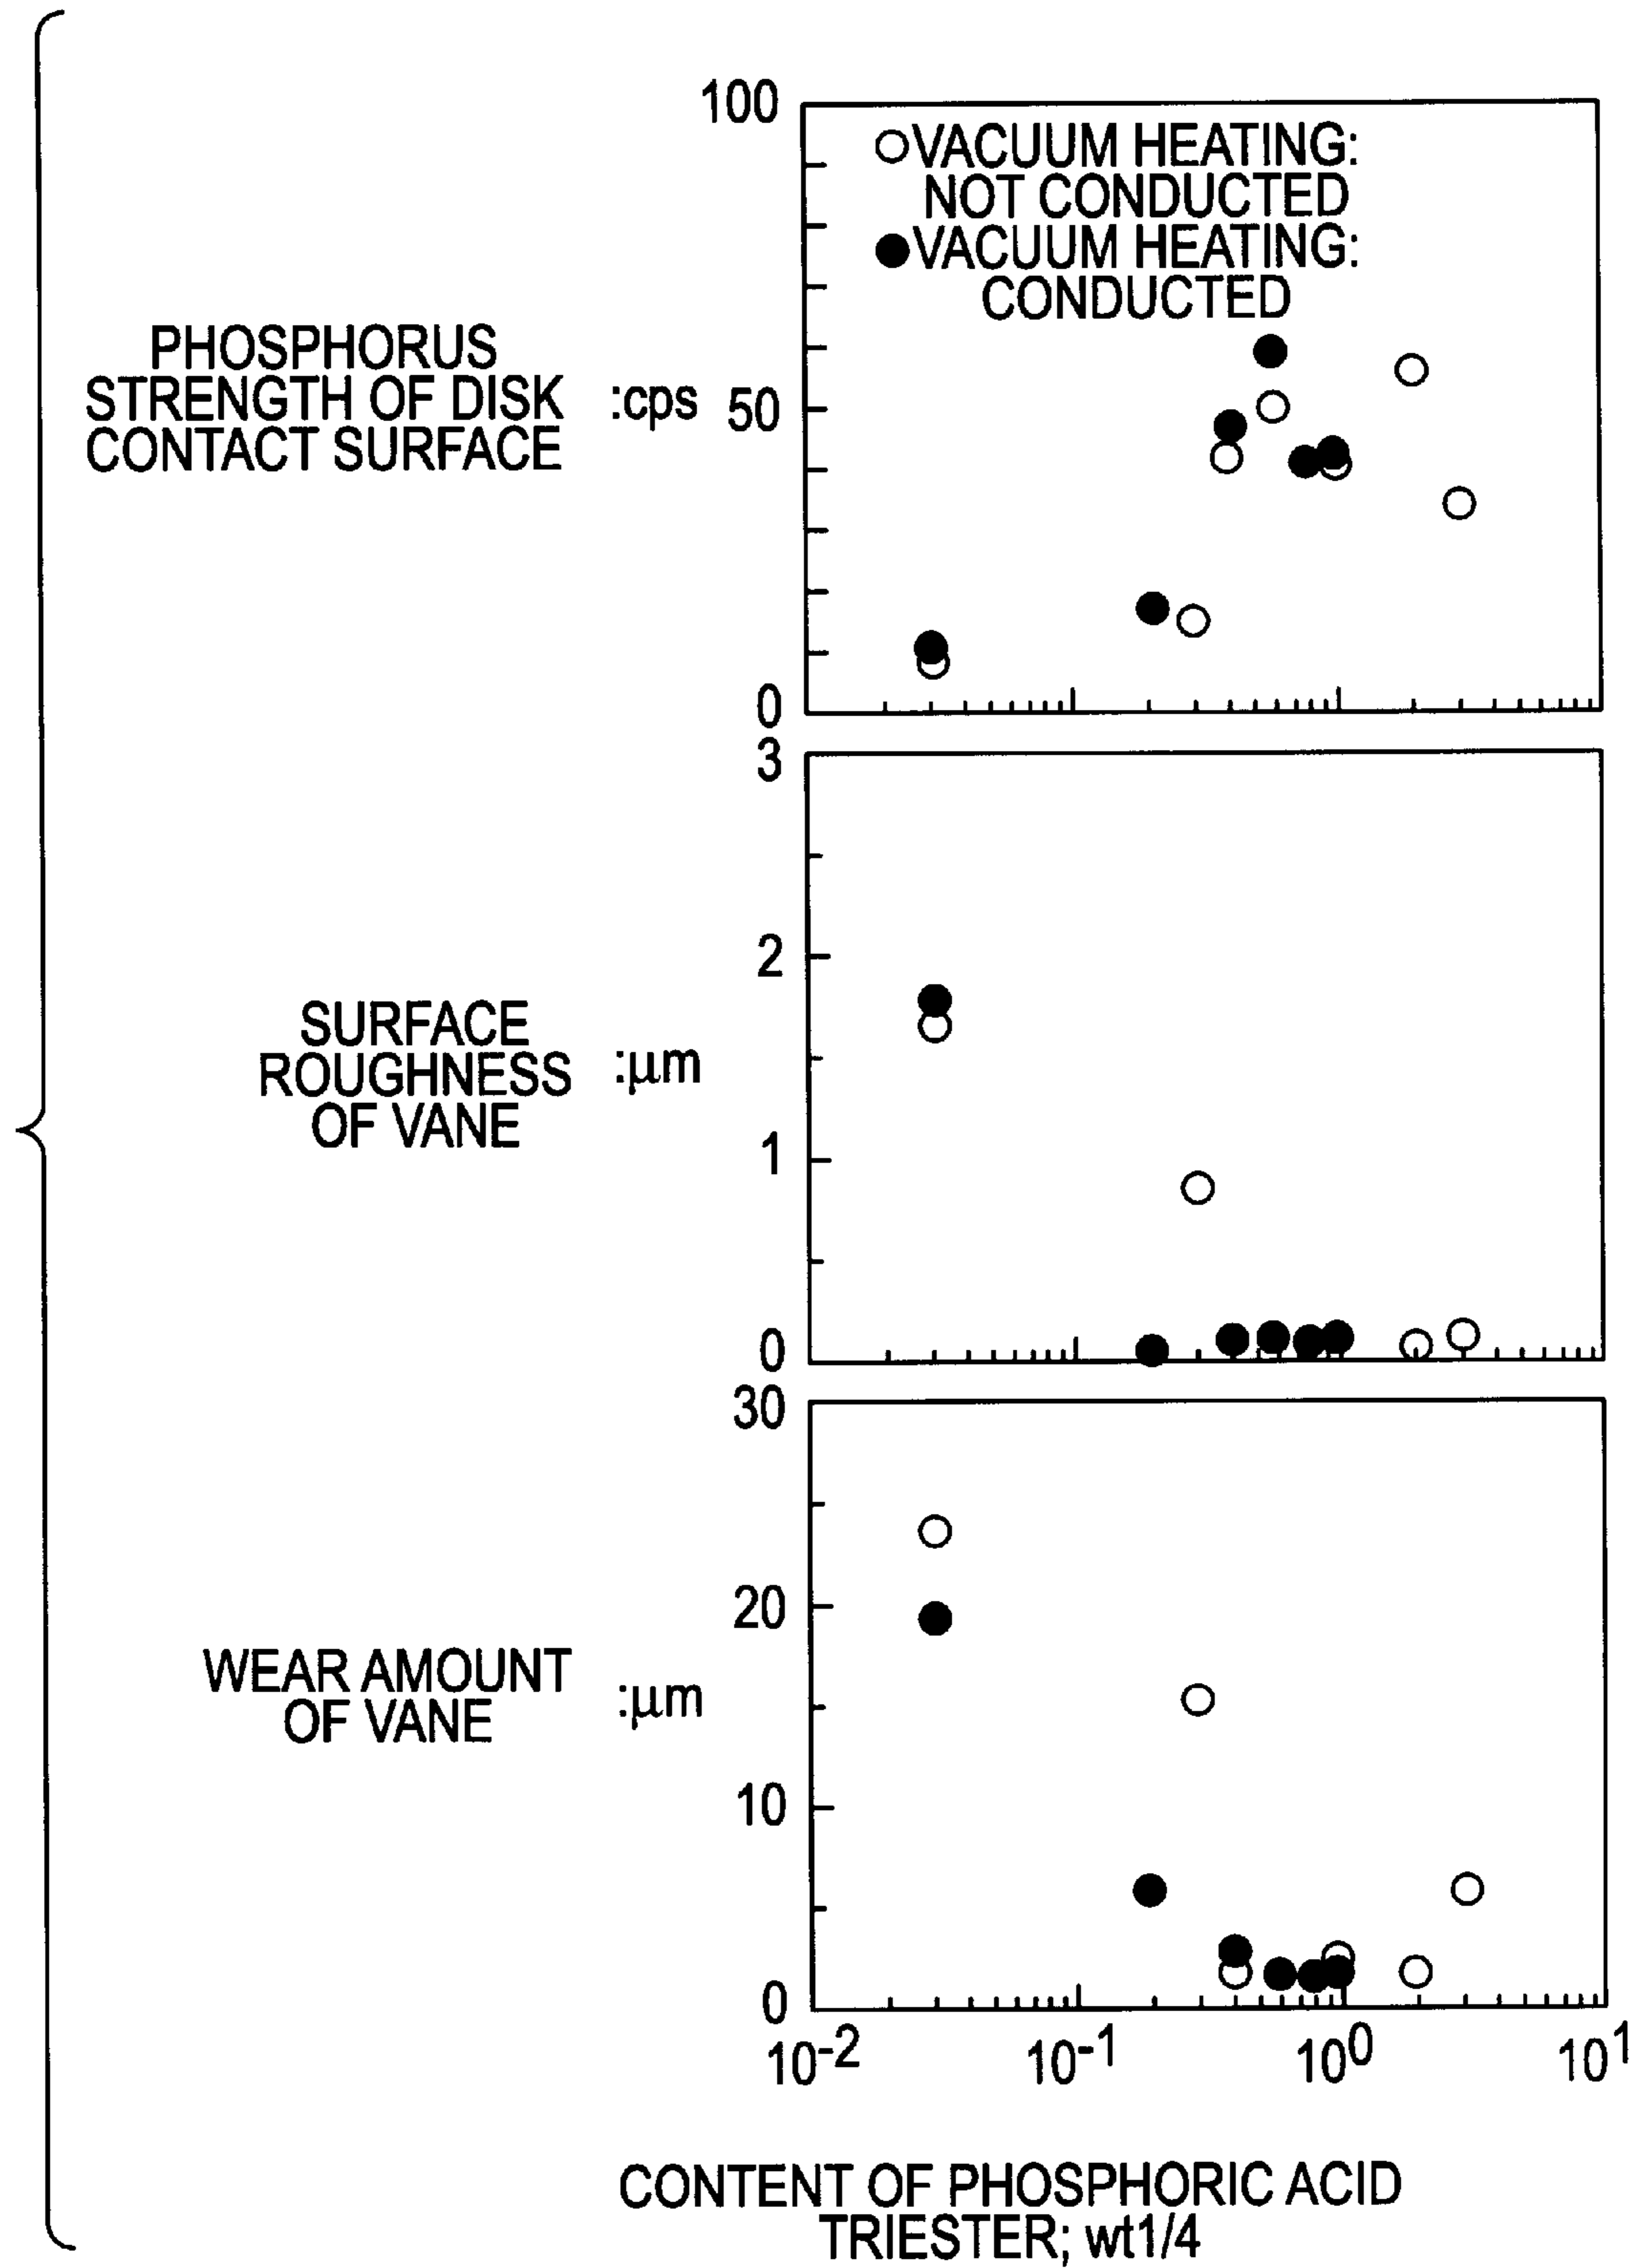 100
VACUUM HEATING:
NOT CONDUCTED
VACUUM HEATING:
CONDUCTED
PHOSPHORUS
STRENGTH OF DISK :cps 50
CONTACT SURFACE
0
3
2
SURFACE
ROUGHNESS :μm
OF VANE
1
0
30
20
WEAR AMOUNT
OF VANE :μm
10
0
10-2 10-1 100 101
CONTENT OF PHOSPHORIC ACID
TRIESTER; wt1/4